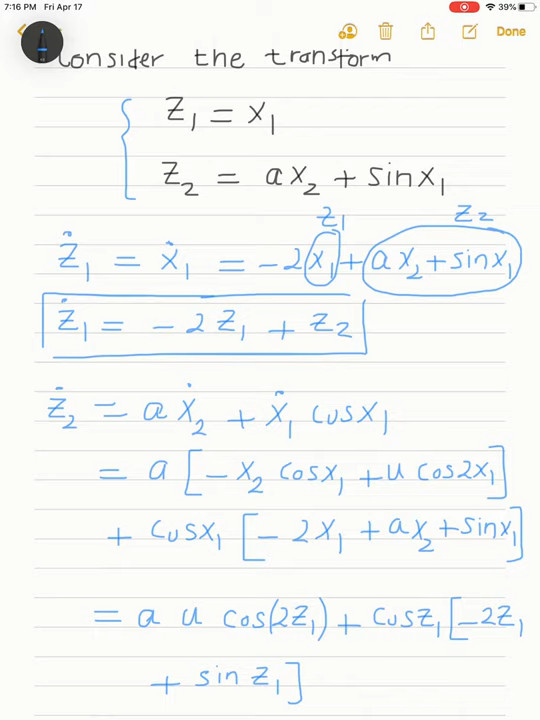 7:16 PM Fri Apr 17 39%
Done
Consider the transform
Z₁ = x₁
Z₂ = ax₂ + sinx₁
Z₁ Z₂
Ż₁ = ẋ₁ = -2x₁ + ax₂ + sinx₁
Ż₁ = -2Z₁ + Z₂
Ż₂ = aẋ₂ + ẋ₁ cosx₁
= a [-x₂ cosx₁ + u cos2x₁]
+ cosx₁ [-2x₁ + ax₂ + sinx₁]
= a u cos(2Z₁) + cosZ₁ [-2Z₁
+ sin Z₁]